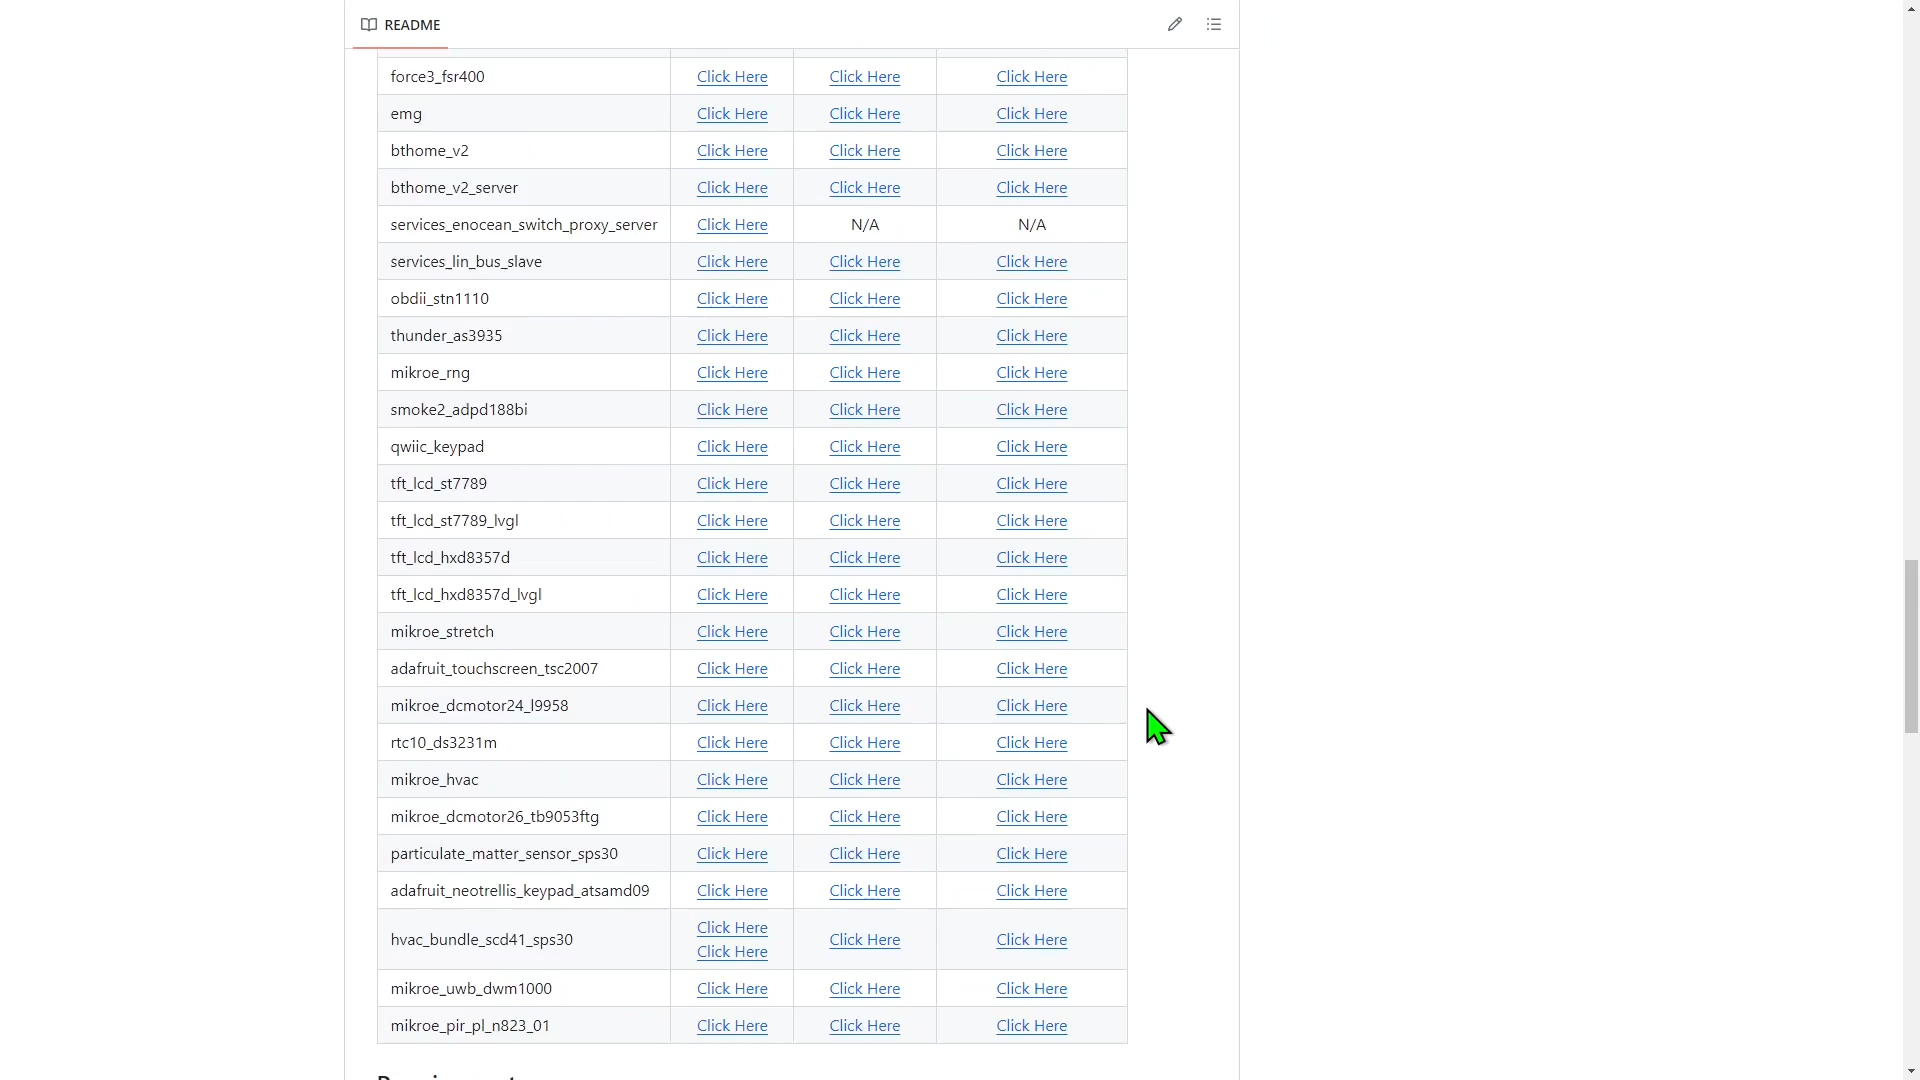 README
force3_fsr400 Click Here Click Here Click Here
emg Click Here Click Here Click Here
bthome_v2 Click Here Click Here Click Here
bthome_v2_server Click Here Click Here Click Here
services_enocean_switch_proxy_server Click Here N/A N/A
services_lin_bus_slave Click Here Click Here Click Here
obdii_stn1110 Click Here Click Here Click Here
thunder_as3935 Click Here Click Here Click Here
mikroe_rng Click Here Click Here Click Here
smoke2_adpd188bi Click Here Click Here Click Here
qwiic_keypad Click Here Click Here Click Here
tft_lcd_st7789 Click Here Click Here Click Here
tft_lcd_st7789_lvgl Click Here Click Here Click Here
tft_lcd_hxd8357d Click Here Click Here Click Here
tft_lcd_hxd8357d_lvgl Click Here Click Here Click Here
mikroe_stretch Click Here Click Here Click Here
adafruit_touchscreen_tsc2007 Click Here Click Here Click Here
mikroe_dcmotor24_l9958 Click Here Click Here Click Here
rtc10_ds3231m Click Here Click Here Click Here
mikroe_hvac Click Here Click Here Click Here
mikroe_dcmotor26_tb9053ftg Click Here Click Here Click Here
particulate_matter_sensor_sps30 Click Here Click Here Click Here
adafruit_neotrellis_keypad_atsamd09 Click Here Click Here Click Here
hvac_bundle_scd41_sps30 Click Here Click Here Click Here
Click Here
mikroe_uwb_dwm1000 Click Here Click Here Click Here
mikroe_pir_pl_n823_01 Click Here Click Here Click Here